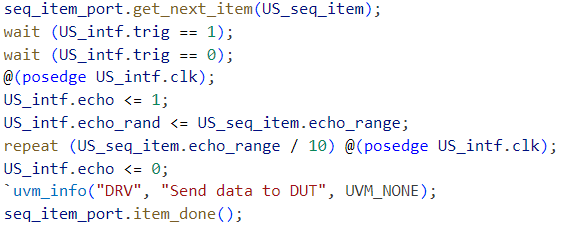 seq_item_port.get_next_item(US_seq_item);
wait (US_intf.trig == 1);
wait (US_intf.trig == 0);
@(posedge US_intf.clk);
US_intf.echo <= 1;
US_intf.echo_rand <= US_seq_item.echo_range;
repeat (US_seq_item.echo_range / 10) @(posedge US_intf.clk);
US_intf.echo <= 0;
`uvm_info("DRV", "Send data to DUT", UVM_NONE);
seq_item_port.item_done();